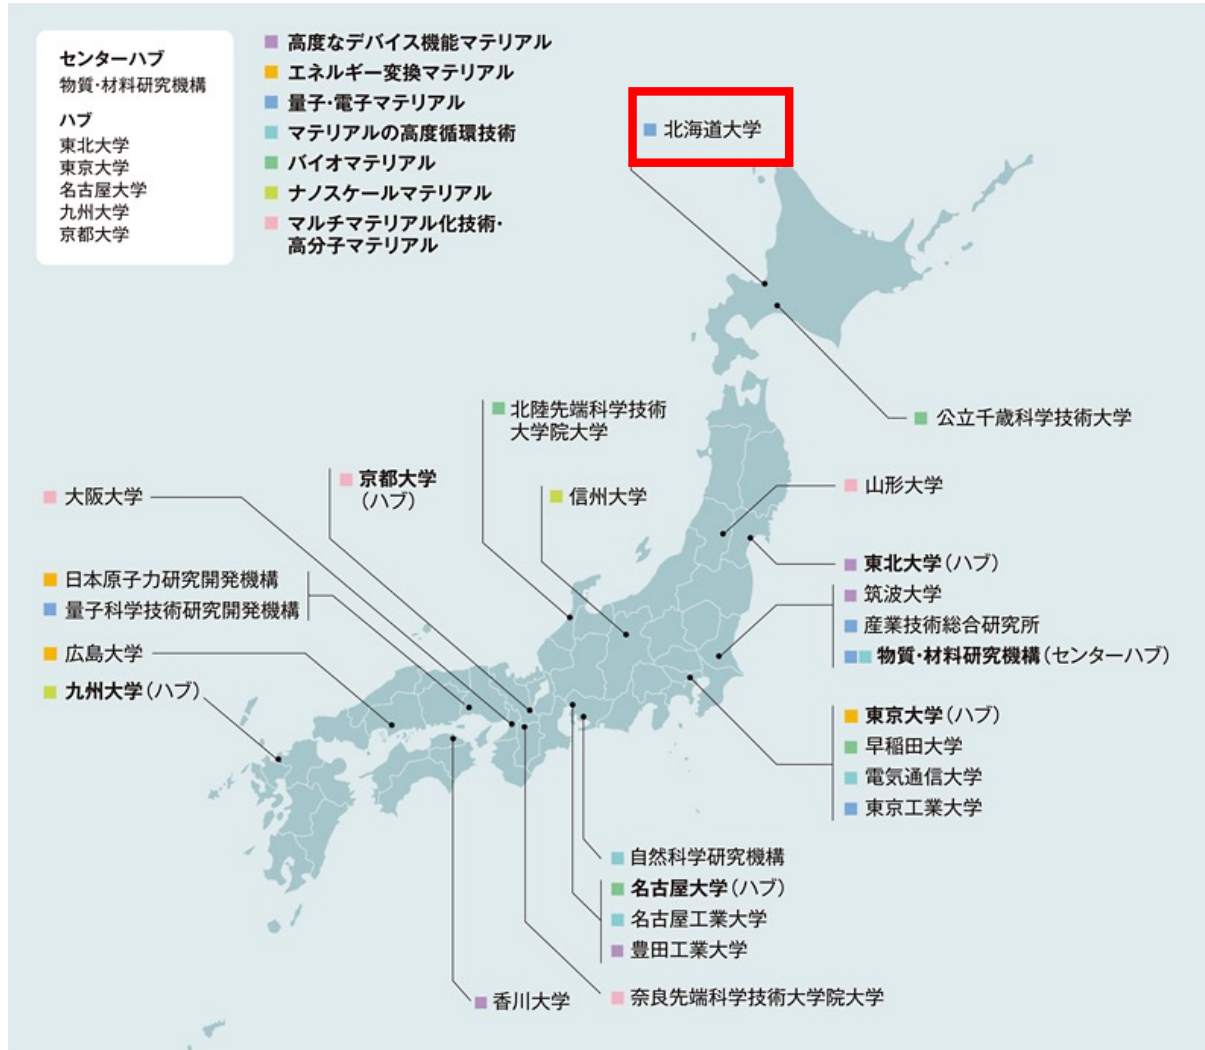 センターハブ
物質・材料研究機構
ハブ
東北大学
東京大学
名古屋大学
九州大学
京都大学
高度なデバイス機能マテリアル
エネルギー変換マテリアル
量子・電子マテリアル
マテリアルの高度循環技術
バイオマテリアル
ナノスケールマテリアル
マルチマテリアル化技術・
高分子マテリアル
北海道大学
公立千歳科学技術大学
北陸先端科学技術
大学院大学
京都大学
（ハブ）
信州大学
大阪大学
山形大学
日本原子力研究開発機構
量子科学技術研究開発機構
広島大学
九州大学（ハブ）
東北大学（ハブ）
筑波大学
産業技術総合研究所
物質・材料研究機構（センターハブ）
東京大学（ハブ）
早稲田大学
電気通信大学
東京工業大学
自然科学研究機構
名古屋大学（ハブ）
名古屋工業大学
豊田工業大学
奈良先端科学技術大学院大学
香川大学